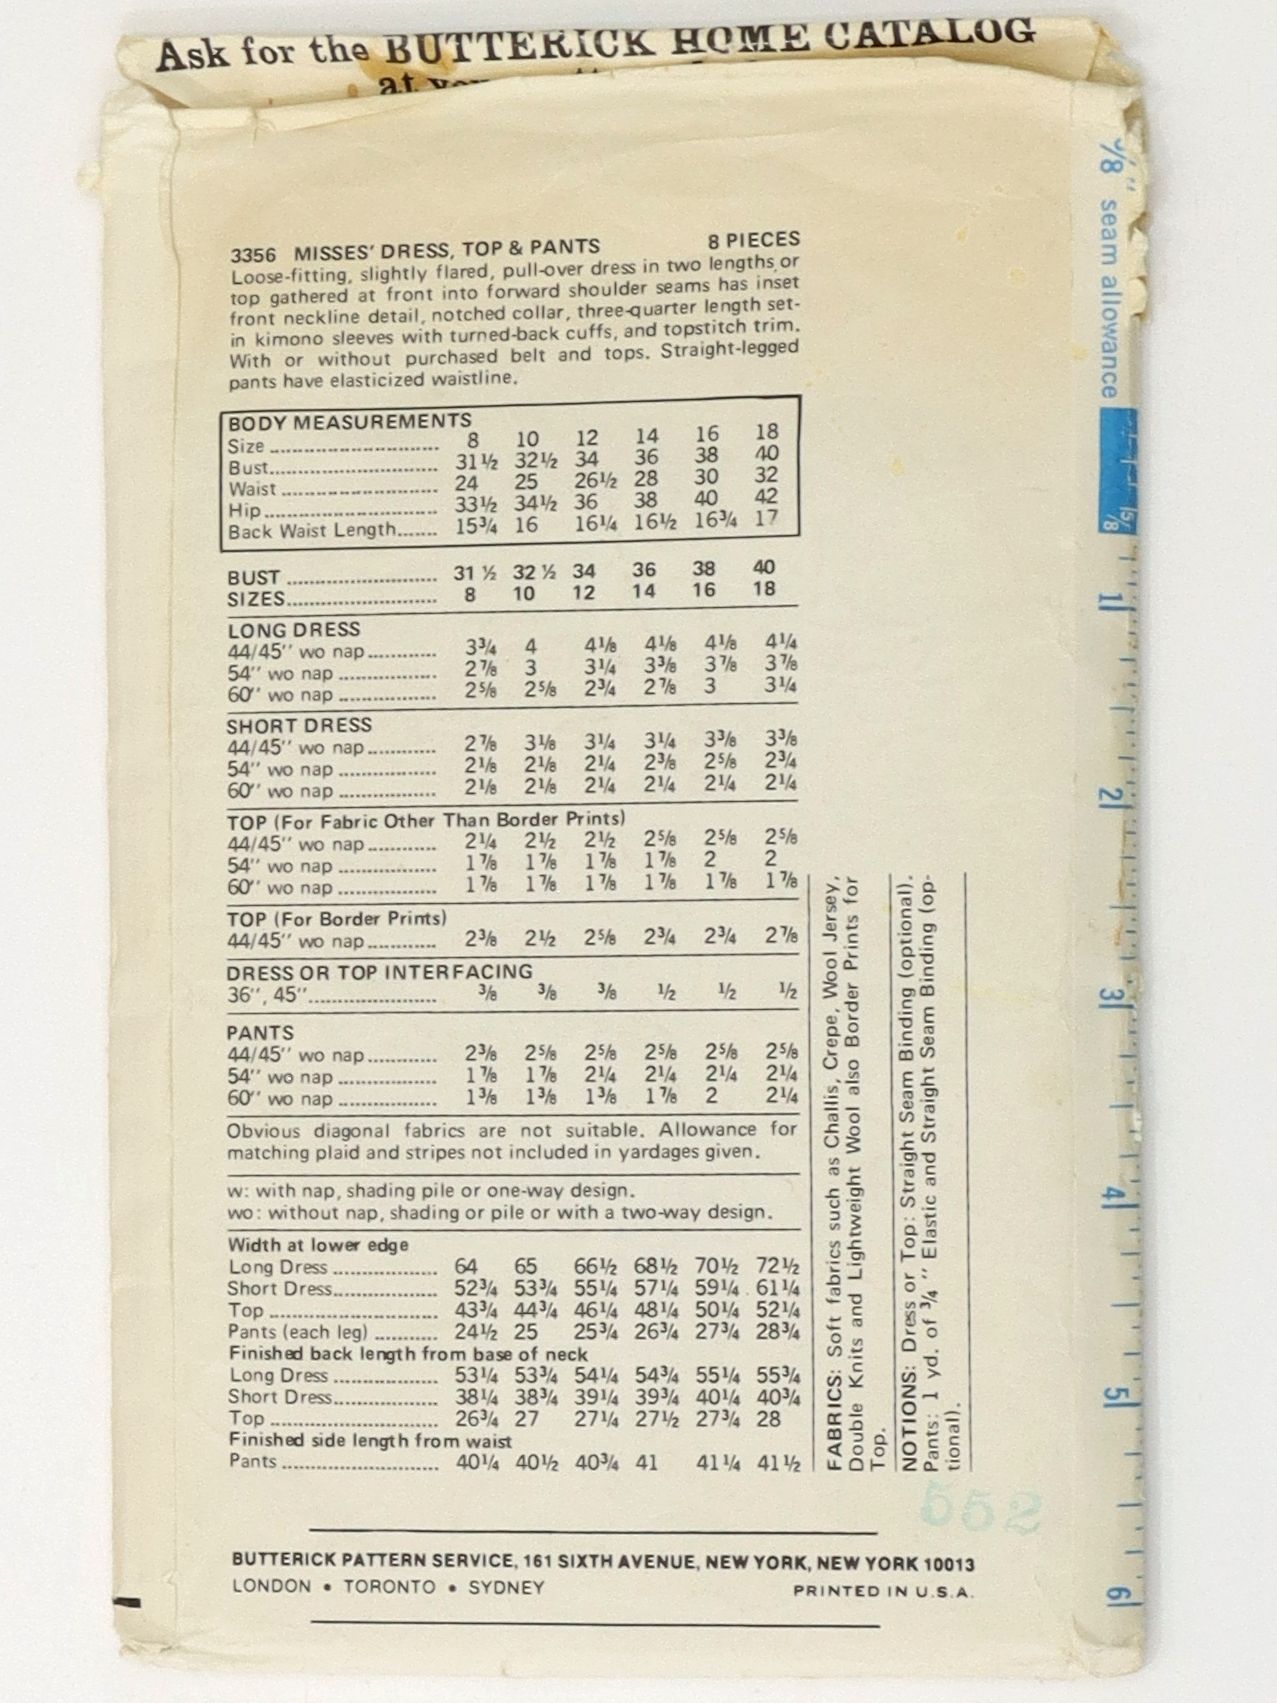 Ask for the BUTTERICK HOME CATALOG
at
3356 MISSES' DRESS, TOP & PANTS 8 PIECES
Loose-fitting, slightly flared, pull-over dress in two lengths or
top gathered at front into forward shoulder seams has inset
front neckline detail, notched collar, three-quarter length set-
in kimono sleeves with turned-back cuffs, and topstitch trim.
With or without purchased belt and tops. Straight-legged
pants have elasticized waistline.
BODY MEASUREMENTS
Size 8 10 12 14 16 18
Bust 31½ 32½ 34 36 38 40
Waist 24 25 26½ 28 30 32
Hip 33½ 34½ 36 38 40 42
Back Waist Length 15¾ 16 16¼ 16½ 16¾ 17
BUST 31 ½ 32 ½ 34 36 38 40
SIZES 8 10 12 14 16 18
LONG DRESS
44/45'' wo nap 3¾ 4 4⅛ 4⅛ 4⅛ 4¼
54'' wo nap 2⅞ 3 3¼ 3⅜ 3⅞ 3⅞
60'' wo nap 2⅝ 2⅝ 2¾ 2⅞ 3 3¼
SHORT DRESS
44/45'' wo nap 2⅞ 3⅛ 3¼ 3¼ 3⅜ 3⅜
54'' wo nap 2⅛ 2⅛ 2¼ 2⅜ 2⅝ 2¾
60'' wo nap 2⅛ 2⅛ 2¼ 2¼ 2¼ 2¼
TOP (For Fabric Other Than Border Prints)
44/45'' wo nap 2¼ 2½ 2½ 2⅝ 2⅝ 2⅝
54'' wo nap 1⅞ 1⅞ 1⅞ 1⅞ 2 2
60'' wo nap 1⅞ 1⅞ 1⅞ 1⅞ 1⅞ 1⅞
TOP (For Border Prints)
44/45'' wo nap 2⅜ 2½ 2⅝ 2¾ 2¾ 2⅞
DRESS OR TOP INTERFACING
36'', 45'' ⅜ ⅜ ⅜ ½ ½ ½
PANTS
44/45'' wo nap 2⅜ 2⅝ 2⅝ 2⅝ 2⅝ 2⅝
54'' wo nap 1⅞ 1⅞ 2¼ 2¼ 2¼ 2¼
60'' wo nap 1⅜ 1⅜ 1⅜ 1⅞ 2 2¼
Obvious diagonal fabrics are not suitable. Allowance for
matching plaid and stripes not included in yardages given.
w: with nap, shading pile or one-way design.
wo: without nap, shading or pile or with a two-way design.
Width at lower edge
Long Dress 64 65 66½ 68½ 70½ 72½
Short Dress 52¾ 53¾ 55¼ 57¼ 59¼ 61¼
Top 43¾ 44¾ 46¼ 48¼ 50¼ 52¼
Pants (each leg) 24½ 25 25¾ 26¾ 27¾ 28¾
Finished back length from base of neck
Long Dress 53¼ 53¾ 54¼ 54¾ 55¼ 55¾
Short Dress 38¼ 38¾ 39¼ 39¾ 40¼ 40¾
Top 26¾ 27 27¼ 27½ 27¾ 28
Finished side length from waist
Pants 40¼ 40½ 40¾ 41 41¼ 41½
FABRICS: Soft fabrics such as Challis, Crepe, Wool Jersey,
Double Knits and Lightweight Wool also Border Prints for
Top.
NOTIONS: Dress or Top: Straight Seam Binding (optional).
Pants: 1 yd. of ¾ '' Elastic and Straight Seam Binding (op-
tional).
552
BUTTERICK PATTERN SERVICE, 161 SIXTH AVENUE, NEW YORK, NEW YORK 10013
LONDON • TORONTO • SYDNEY PRINTED IN U.S.A.
⅝'' seam allowance
⅝
1
2
3
4
5
6